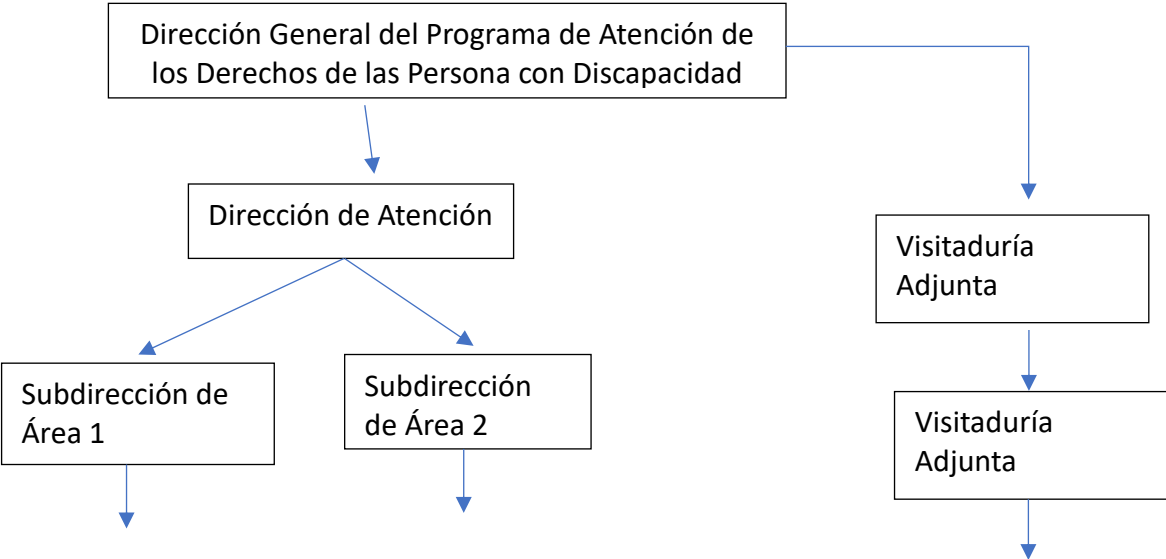 Dirección General del Programa de Atención de
los Derechos de las Persona con Discapacidad
Dirección de Atención
Visitaduría
Adjunta
Subdirección de
Área 1
Subdirección
de Área 2
Visitaduría
Adjunta